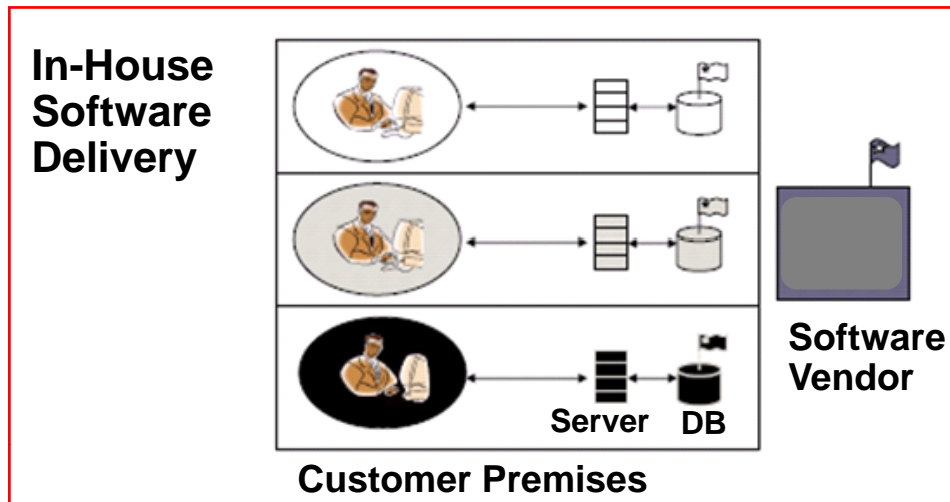 In-House
Software
Delivery
Server DB
Software
Vendor
Customer Premises